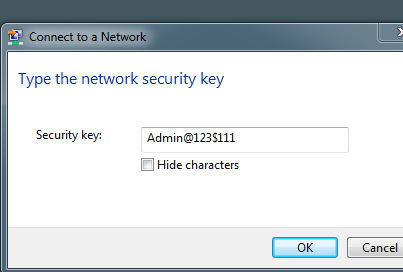 Connect to a Network
Type the network security key
Security key:
Admin@123$111
Hide characters
OK
Cancel